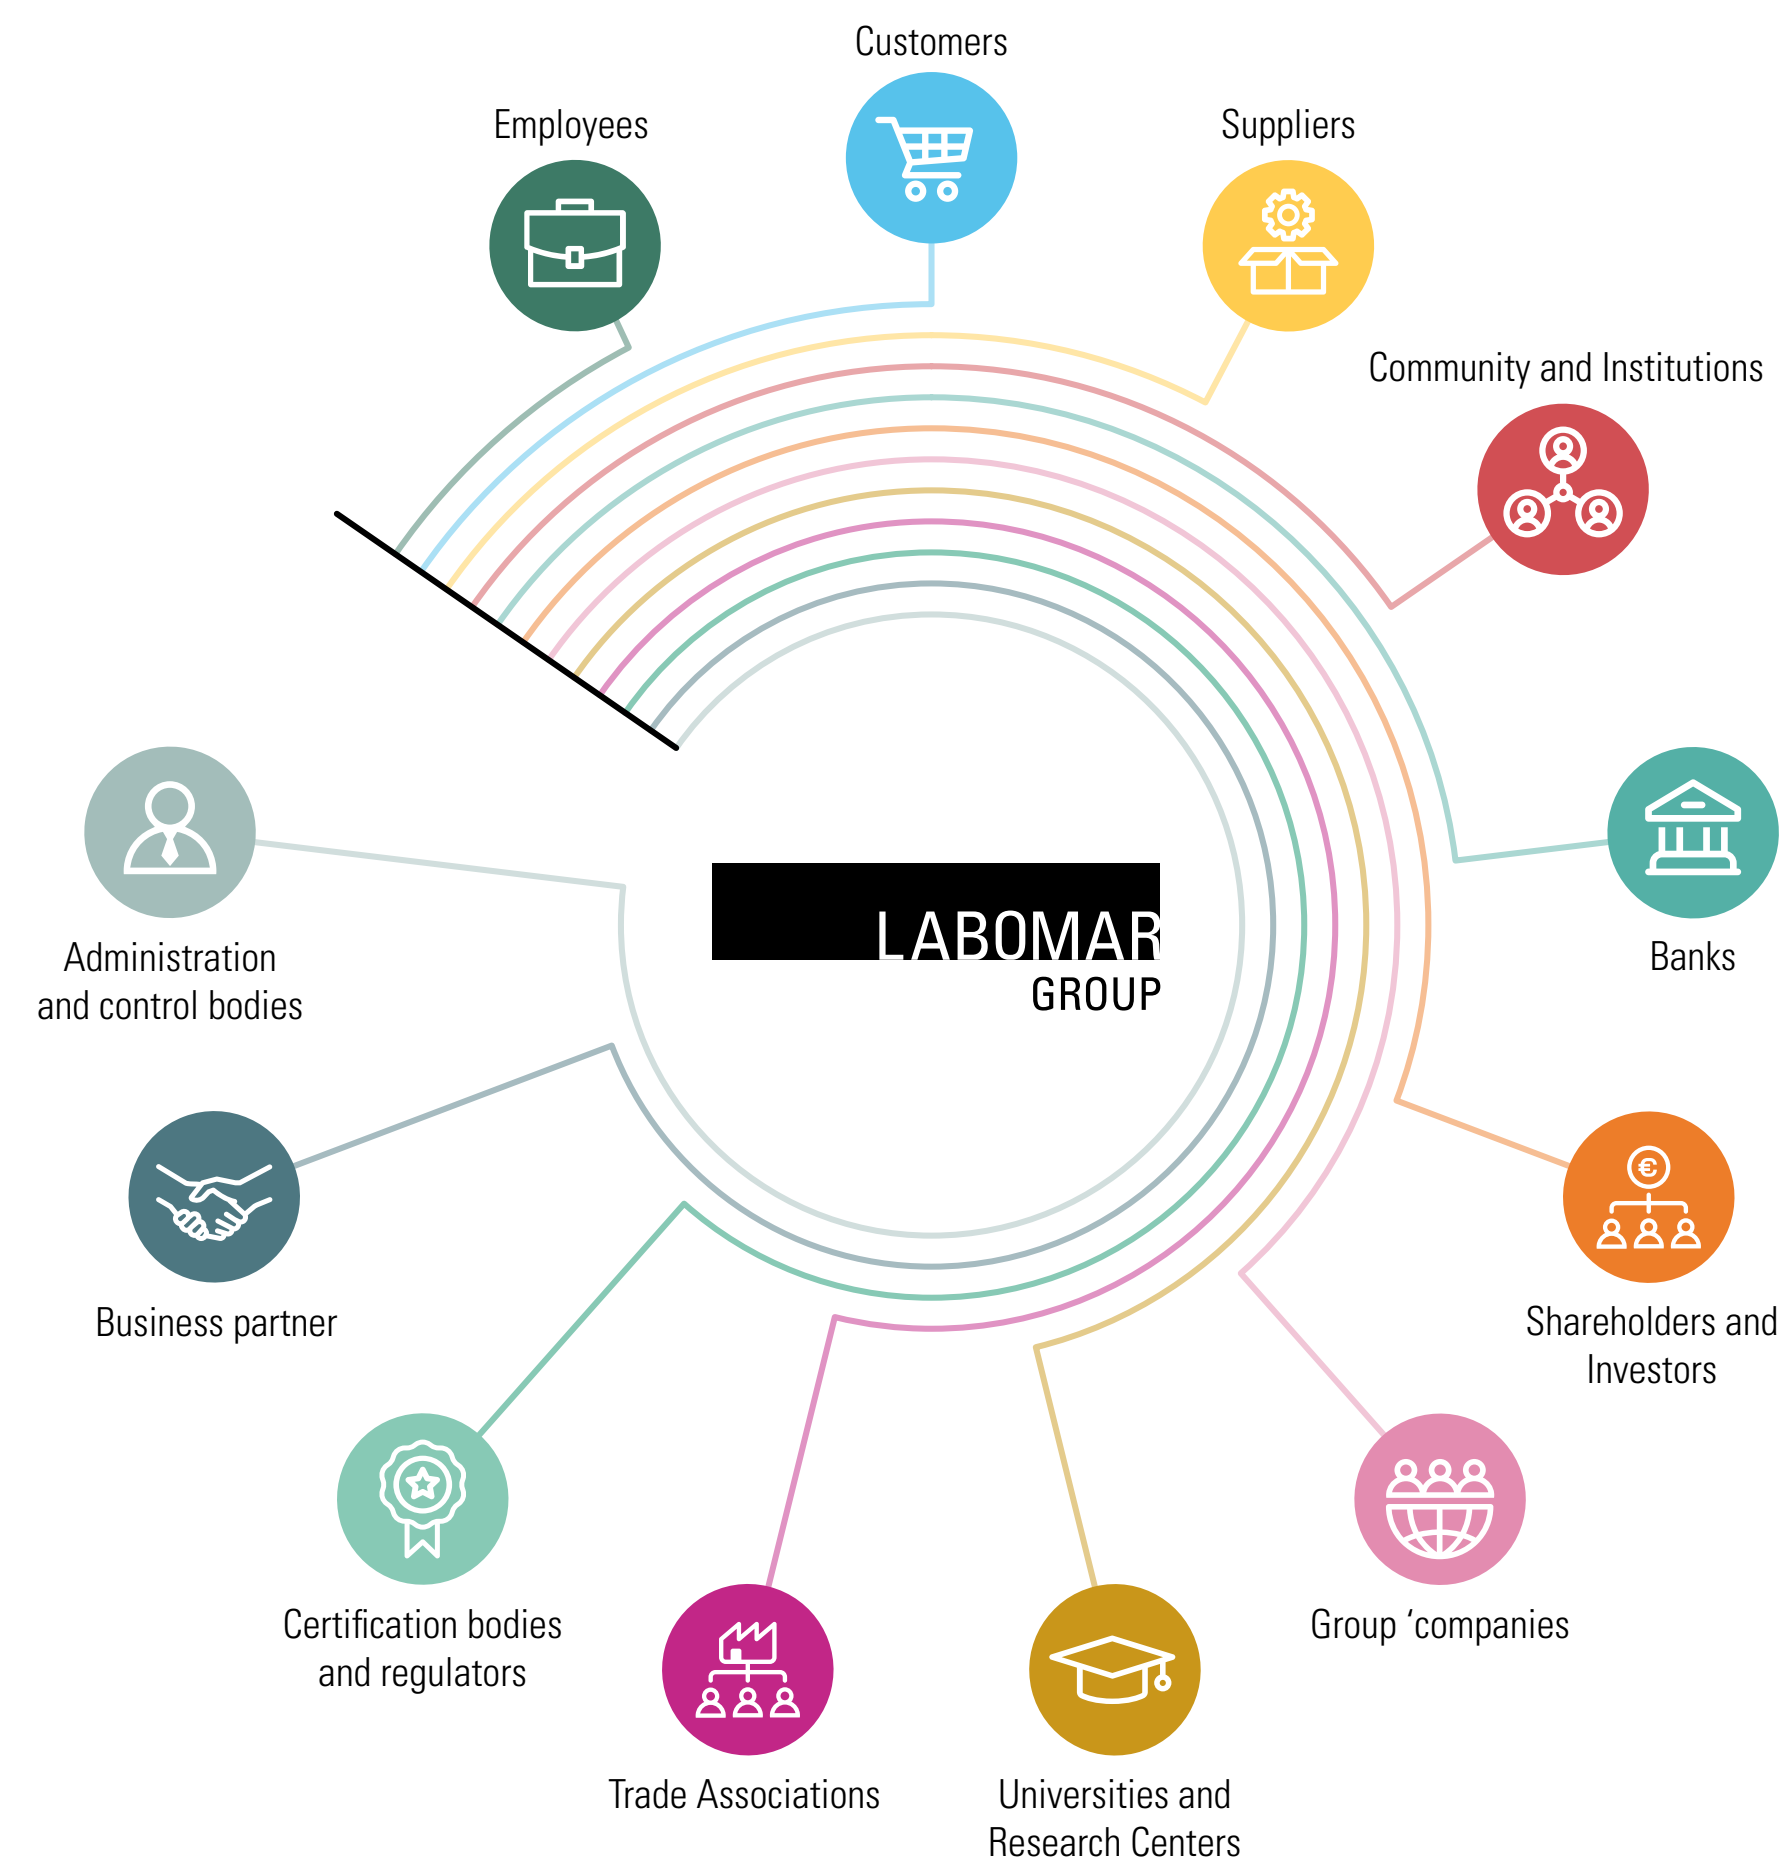 Customers
Employees
Suppliers
Community and Institutions
LABOMAR
GROUP
Banks
Administration
and control bodies
Business partner
Shareholders and
Investors
€
Certification bodies
and regulators
Group ‘companies
Trade Associations
Universities and
Research Centers